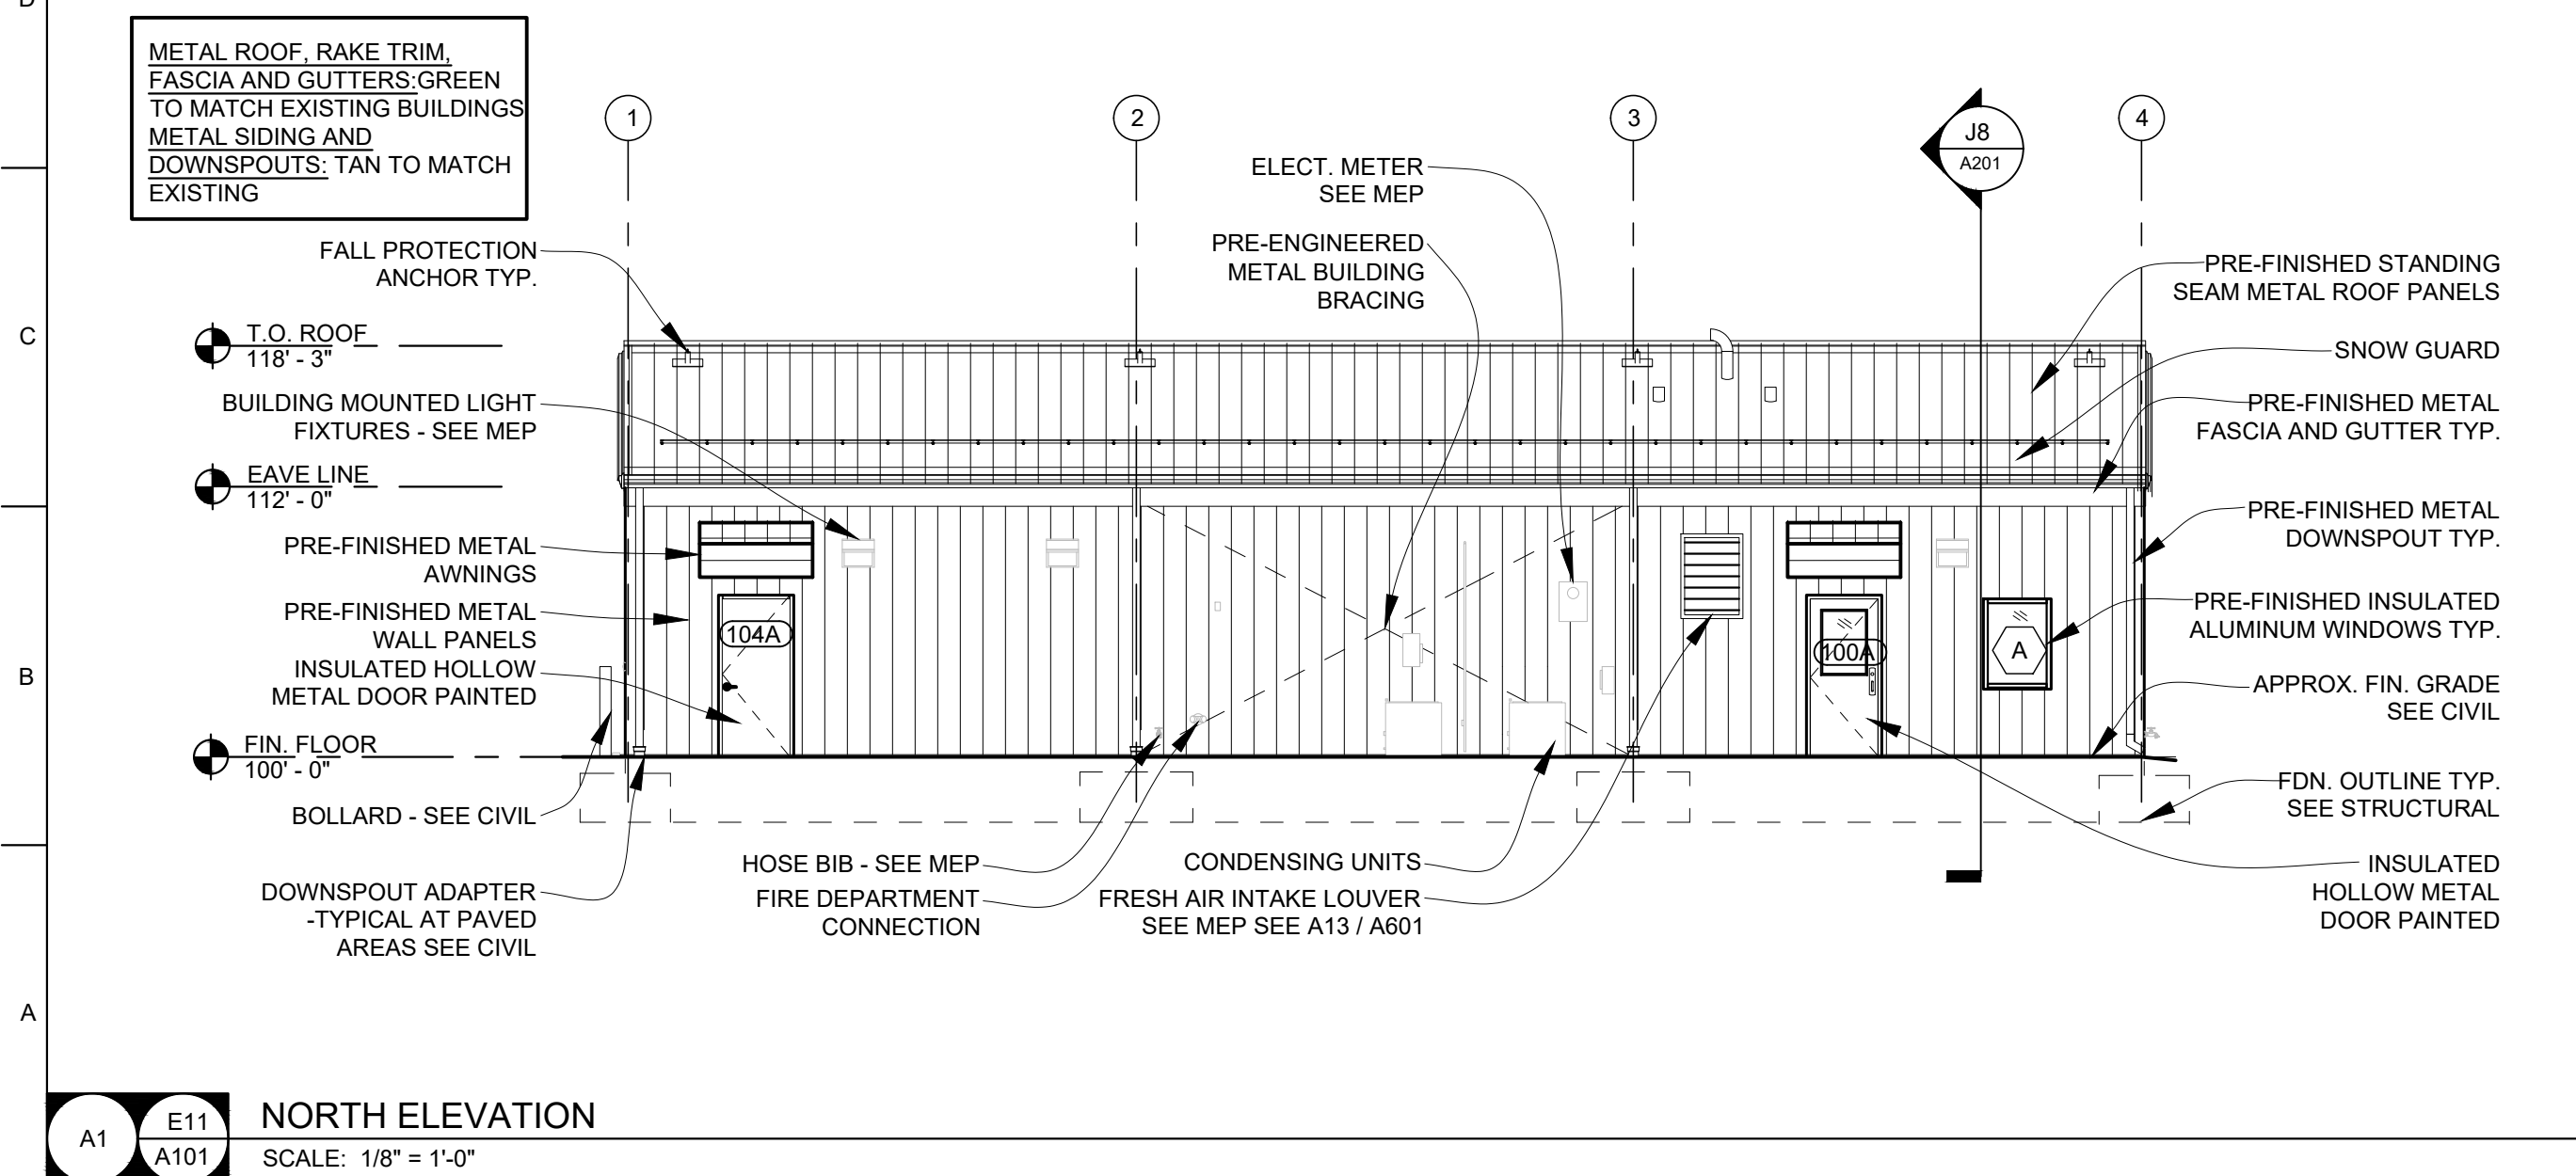 D
METAL ROOF, RAKE TRIM,
FASCIA AND GUTTERS:GREEN
TO MATCH EXISTING BUILDINGS
METAL SIDING AND
DOWNSPOUTS: TAN TO MATCH
EXISTING
1
2
3
4
J8
A201
ELECT. METER
SEE MEP
PRE-ENGINEERED
METAL BUILDING
BRACING
FALL PROTECTION
ANCHOR TYP.
C
T.O. ROOF
118' - 3"
BUILDING MOUNTED LIGHT
FIXTURES - SEE MEP
EAVE LINE
112' - 0"
PRE-FINISHED METAL
AWNINGS
PRE-FINISHED METAL
WALL PANELS
INSULATED HOLLOW
METAL DOOR PAINTED
B
FIN. FLOOR
100' - 0"
BOLLARD - SEE CIVIL
DOWNSPOUT ADAPTER
-TYPICAL AT PAVED
AREAS SEE CIVIL
104A
100A
A
PRE-FINISHED STANDING
SEAM METAL ROOF PANELS
SNOW GUARD
PRE-FINISHED METAL
FASCIA AND GUTTER TYP.
PRE-FINISHED METAL
DOWNSPOUT TYP.
PRE-FINISHED INSULATED
ALUMINUM WINDOWS TYP.
APPROX. FIN. GRADE
SEE CIVIL
FDN. OUTLINE TYP.
SEE STRUCTURAL
INSULATED
HOLLOW METAL
DOOR PAINTED
HOSE BIB - SEE MEP
FIRE DEPARTMENT
CONNECTION
CONDENSING UNITS
FRESH AIR INTAKE LOUVER
SEE MEP SEE A13 / A601
A
A1
E11
A101
NORTH ELEVATION
SCALE: 1/8" = 1'-0"